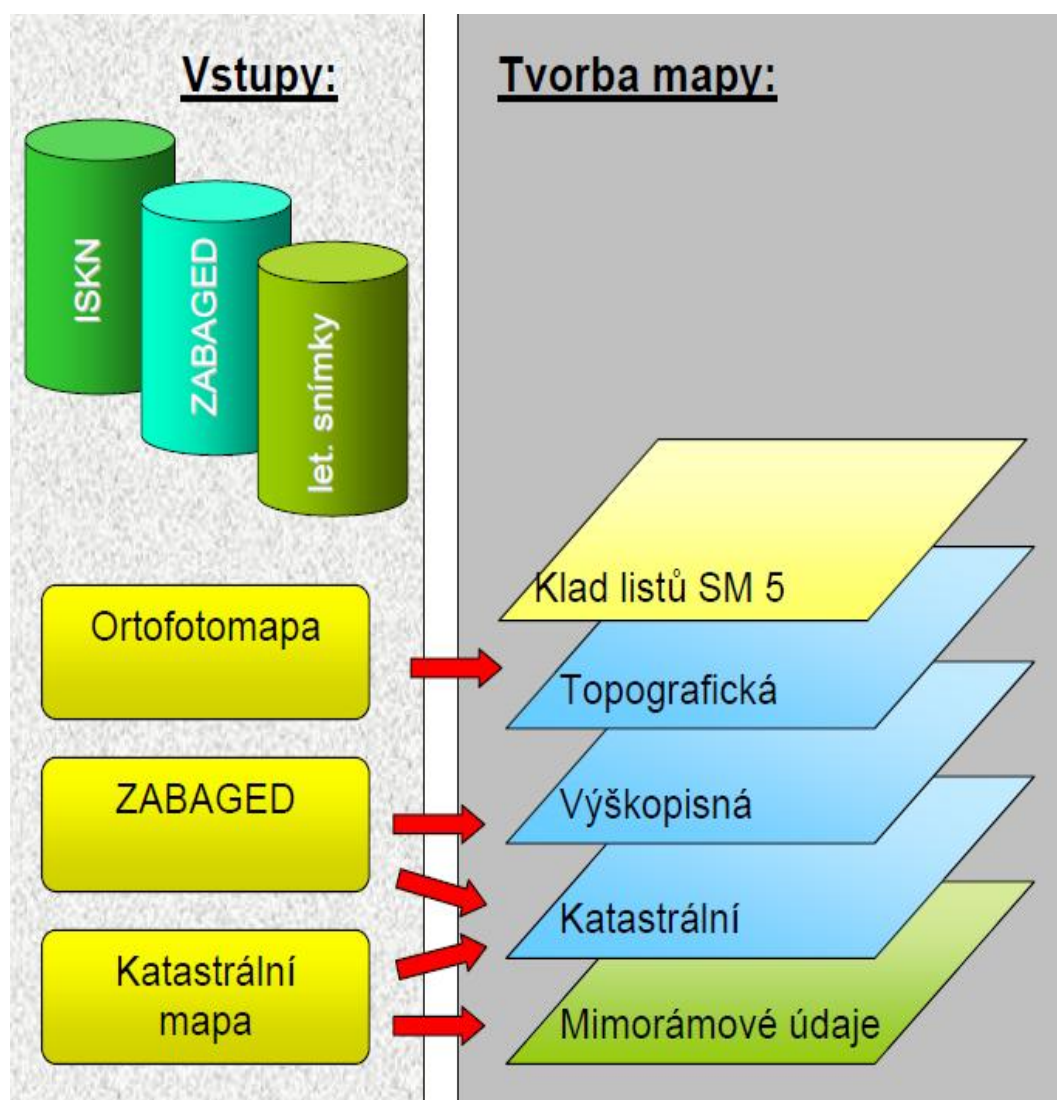 Vstupy:
Tvorba mapy:
ISKN
ZABAGED
let. snímky
Ortofotomapa
ZABAGED
Katastrální
mapa
Klad listů SM 5
Topografická
Výškopisná
Katastrální
Mimorámové údaje